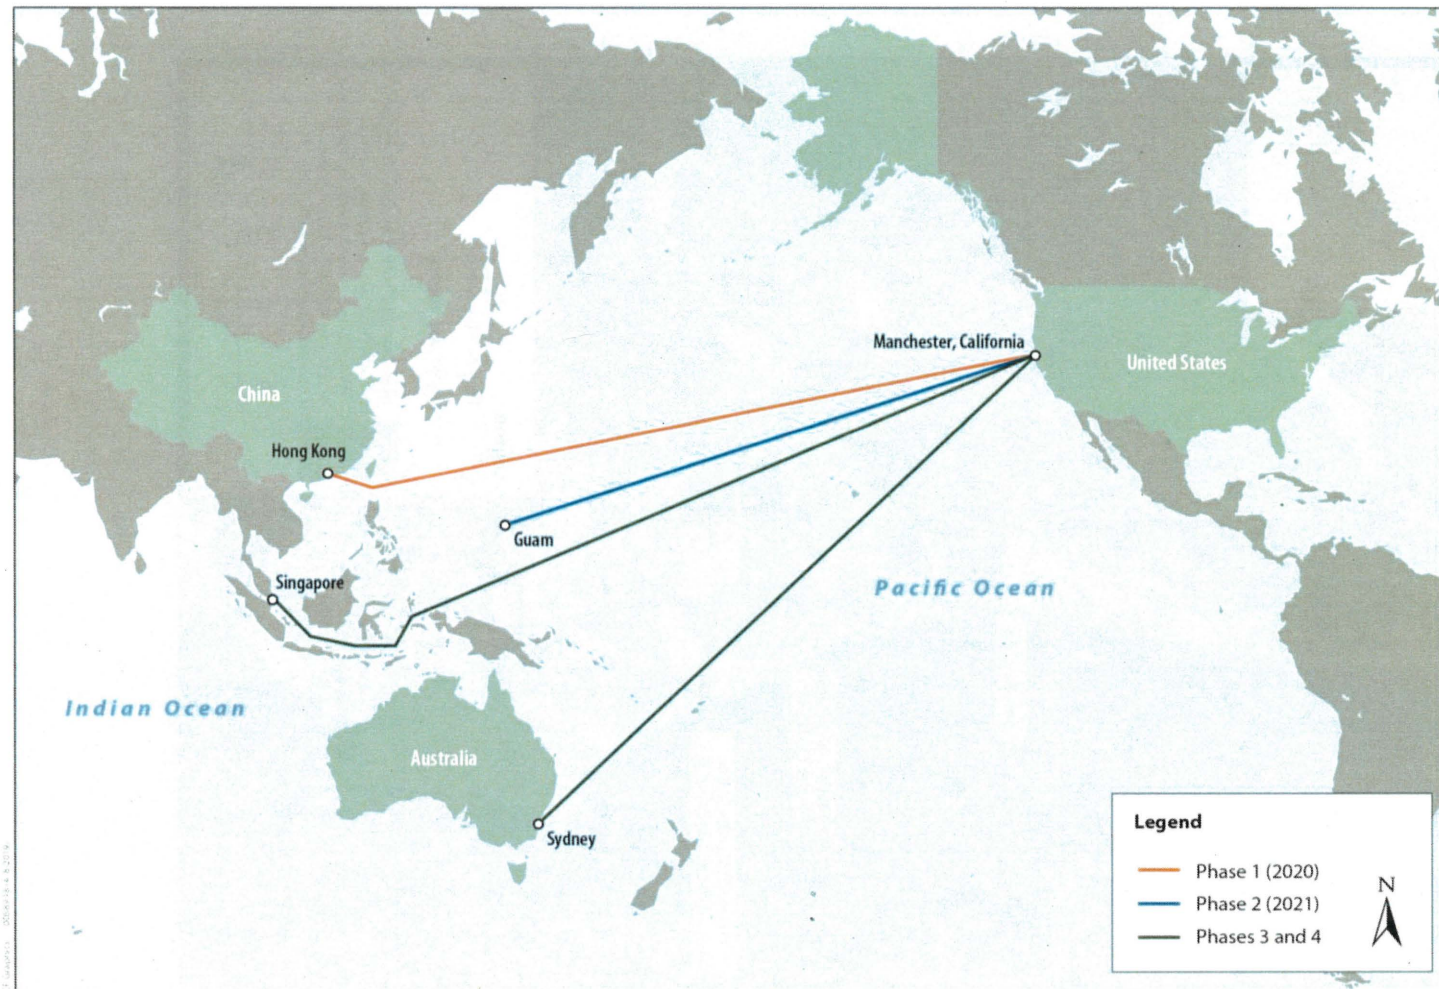 Manchester, California
United States
China
Hong Kong
Guam
Singapore
Pacific Ocean
Indian Ocean
Australia
Sydney
Legend
Phase 1 (2020)
Phase 2 (2021)
Phases 3 and 4
N